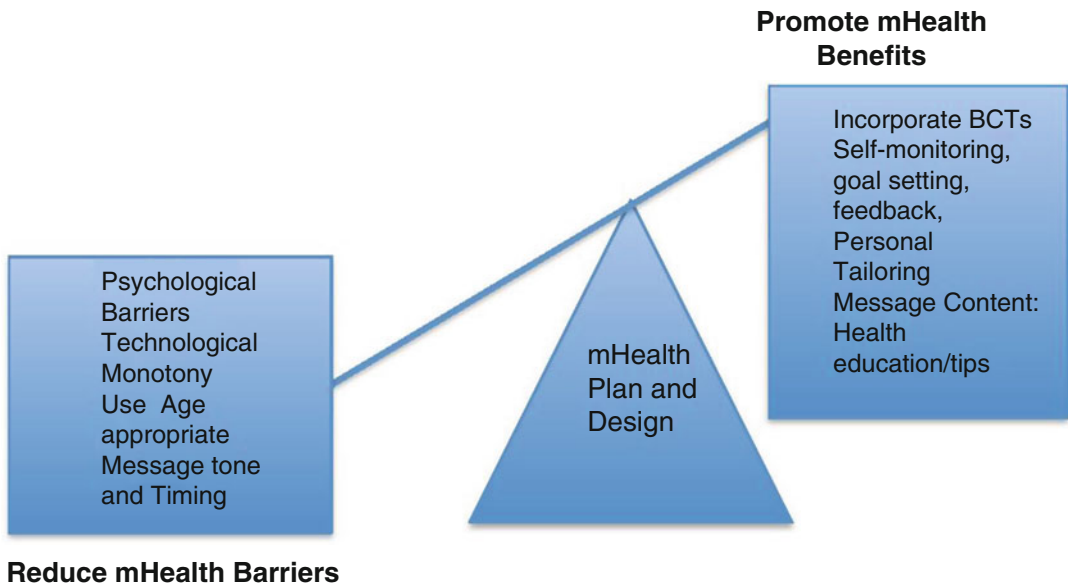 Promote mHealth
Benefits
Incorporate BCTs
Self-monitoring,
goal setting,
feedback,
Personal
Tailoring
Message Content:
Health
education/tips
mHealth
Plan and
Design
Psychological
Barriers
Technological
Monotony
Use Age
appropriate
Message tone
and Timing
Reduce mHealth Barriers